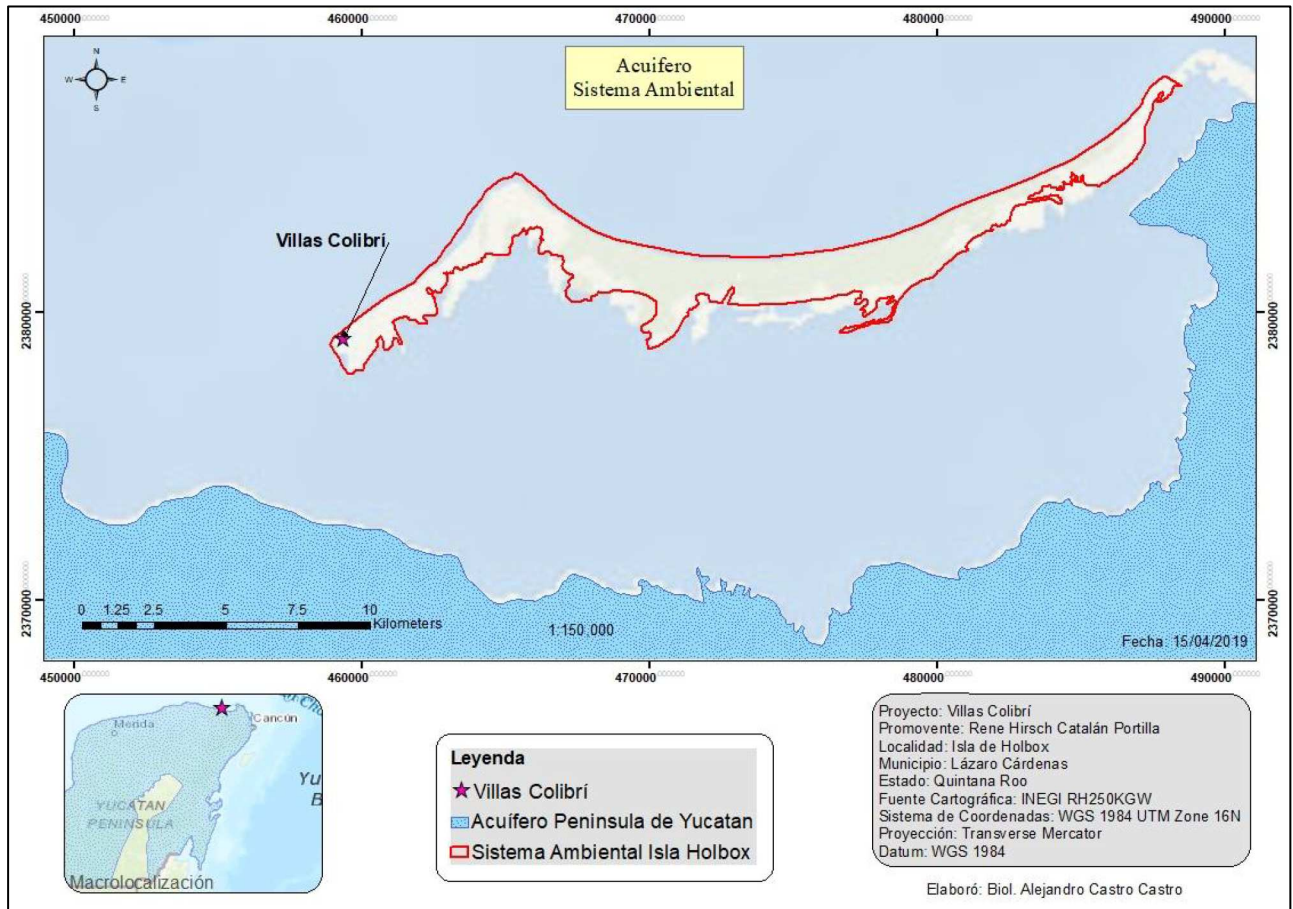 450000 460000 470000 480000 490000
N
W E
S
Acuifero
Sistema Ambiental
Villas Colibrí
2380000 2380000
2370000 2370000
0 1.25 2.5 5 7.5 10
Kilometers
1:150,000
Fecha: 15/04/2019
450000 460000 470000 480000 490000
Merida
Cancún
YUCATAN
PENINSULA
Yu
B
Macrolocalización
Leyenda
Villas Colibrí
Acuífero Peninsula de Yucatan
Sistema Ambiental Isla Holbox
Proyecto: Villas Colibrí
Promovente: Rene Hirsch Catalán Portilla
Localidad: Isla de Holbox
Municipio: Lázaro Cárdenas
Estado: Quintana Roo
Fuente Cartográfica: INEGI RH250KGW
Sistema de Coordenadas: WGS 1984 UTM Zone 16N
Proyección: Transverse Mercator
Datum: WGS 1984
Elaboró: Biol. Alejandro Castro Castro